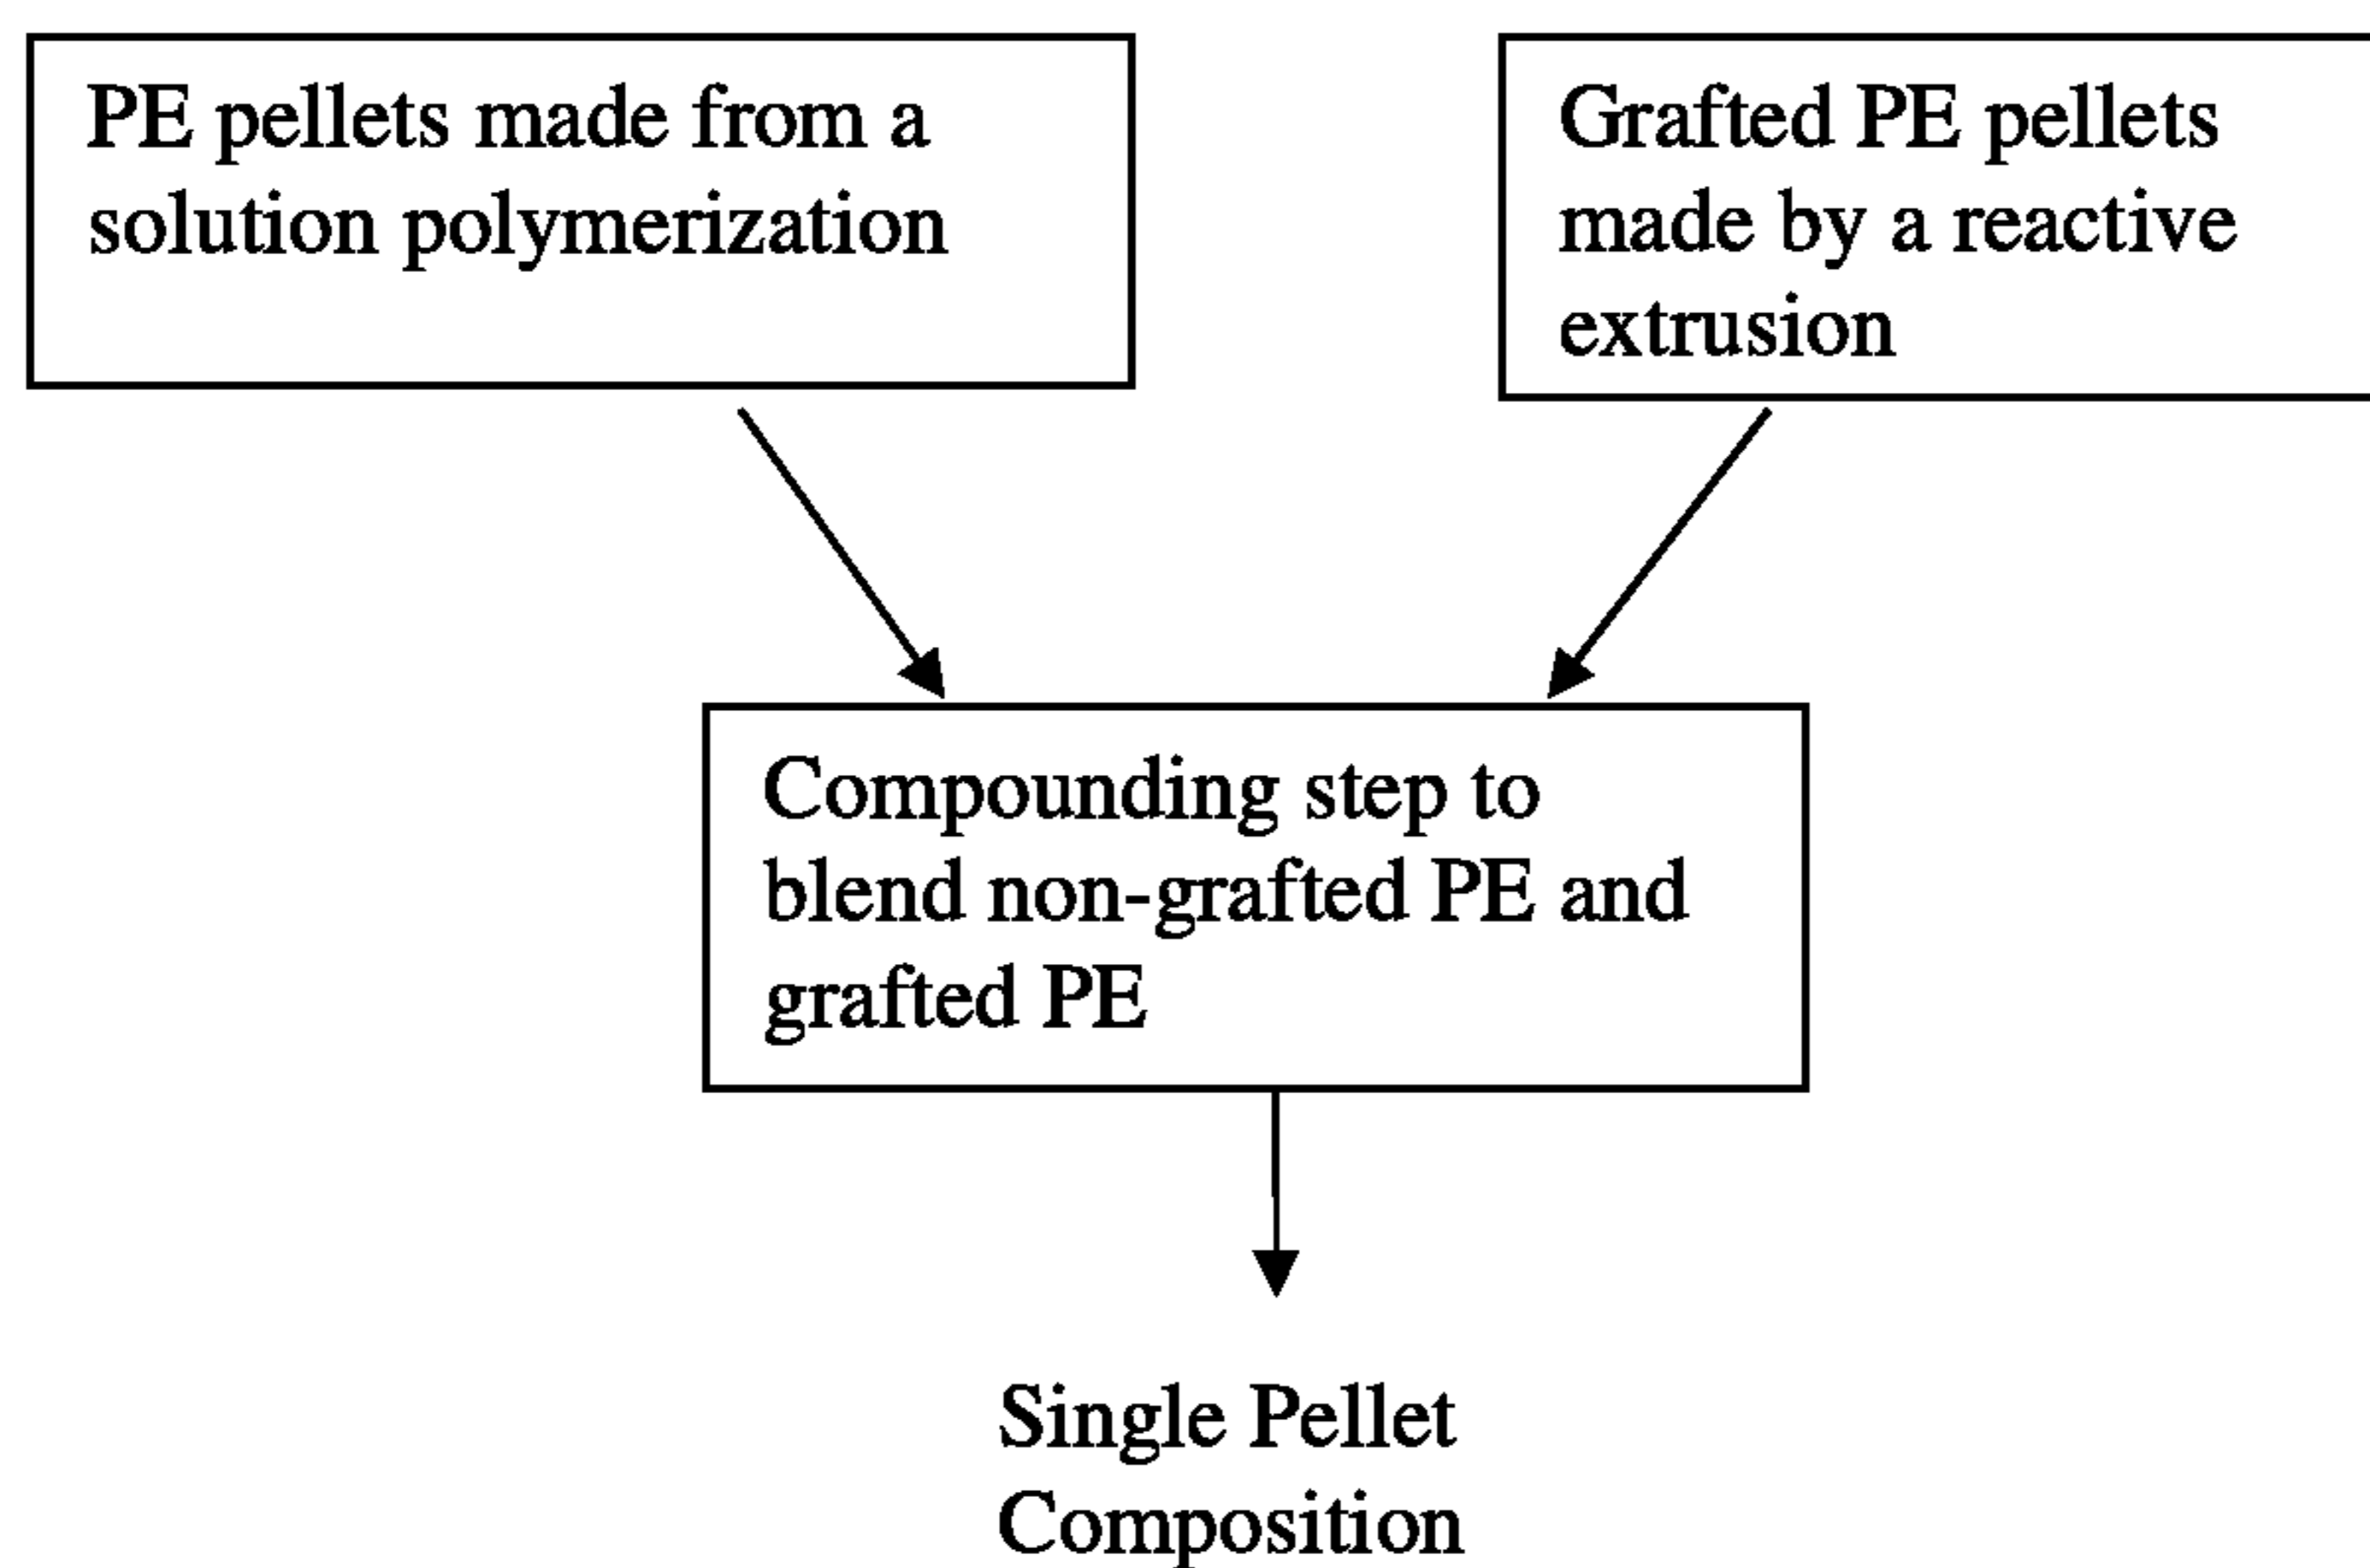 PE pellets made from a
solution polymerization
Grafted PE pellets
made by a reactive
extrusion
Compounding step to
blend non-grafted PE and
grafted PE
Single Pellet
Composition